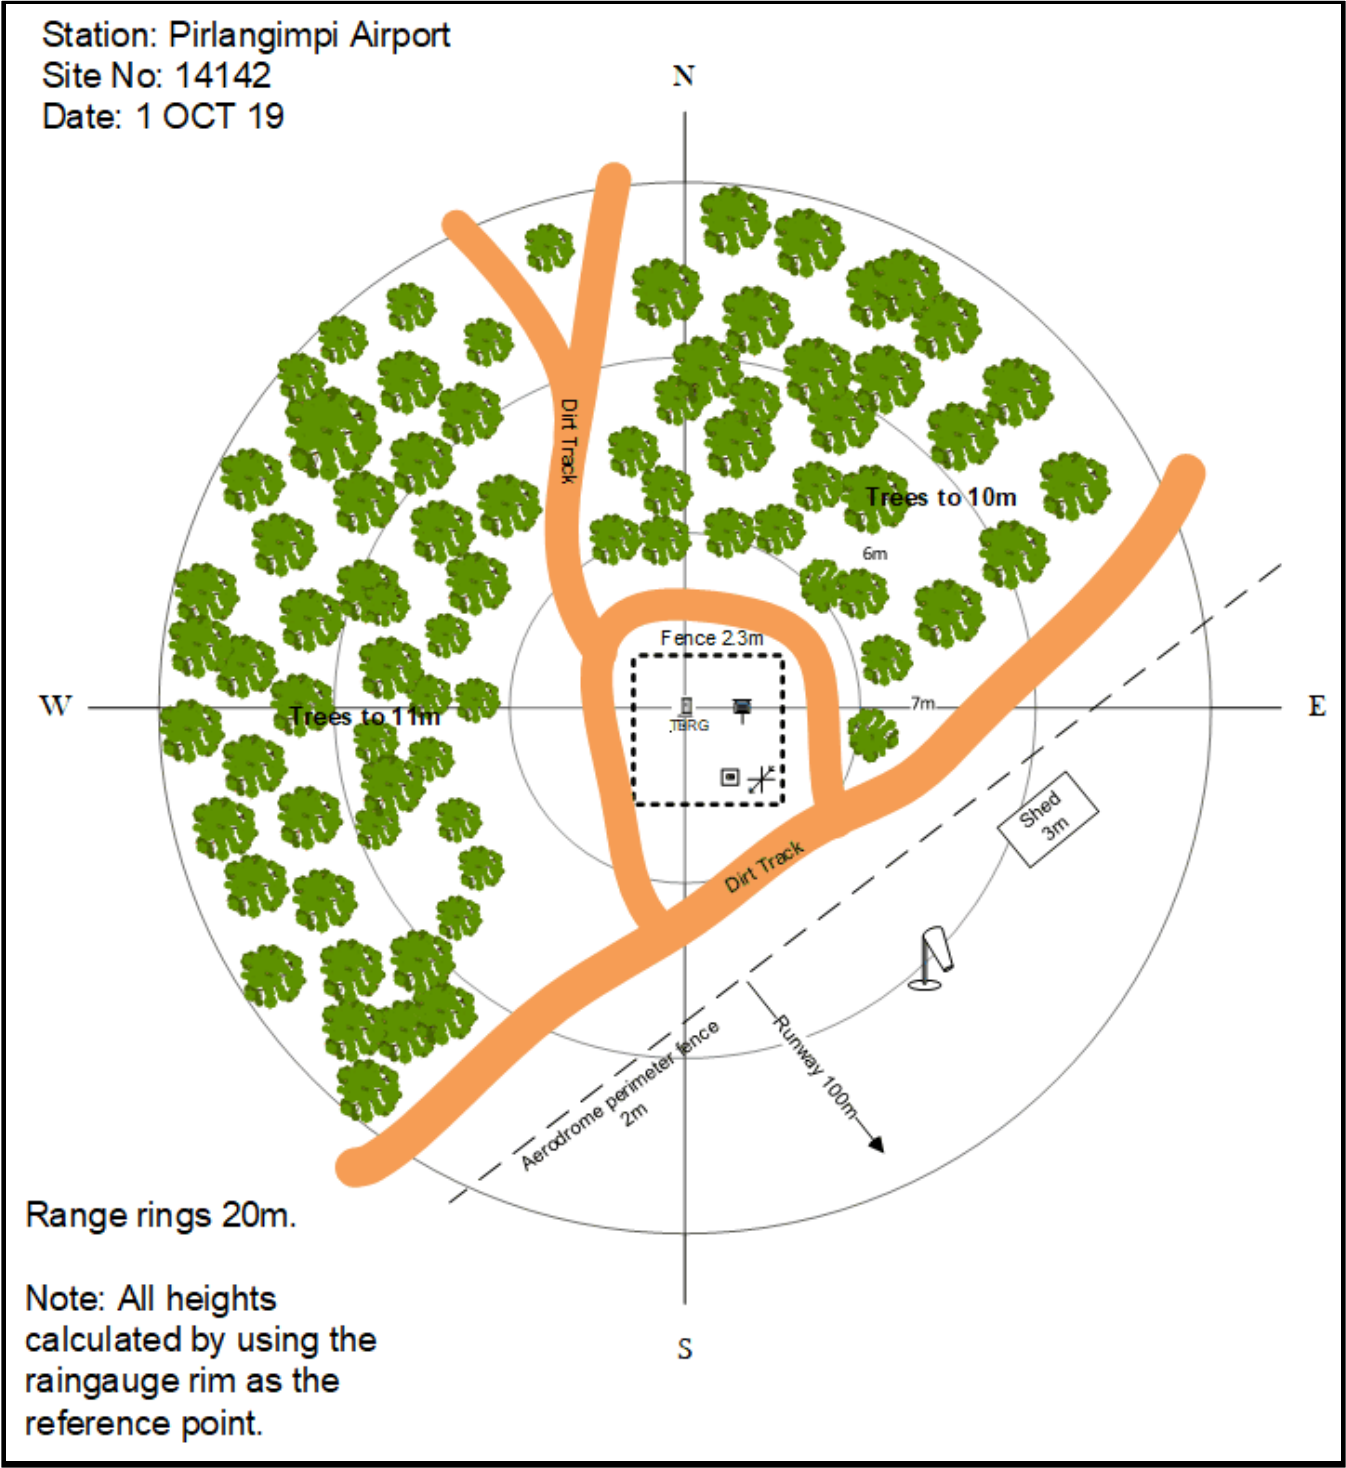 Station: Pirlangimpi Airport
Site No: 14142
Date: 1 OCT 19
N
Dirt Track
Trees to 10m
6m
Fence 2.3m
W
Trees to 11m
TBRG
7m
E
Shed
3m
Dirt Track
Runway 100m
Aerodrome perimeter fence
2m
Range rings 20m.
S
Note: All heights
calculated by using the
raingauge rim as the
reference point.